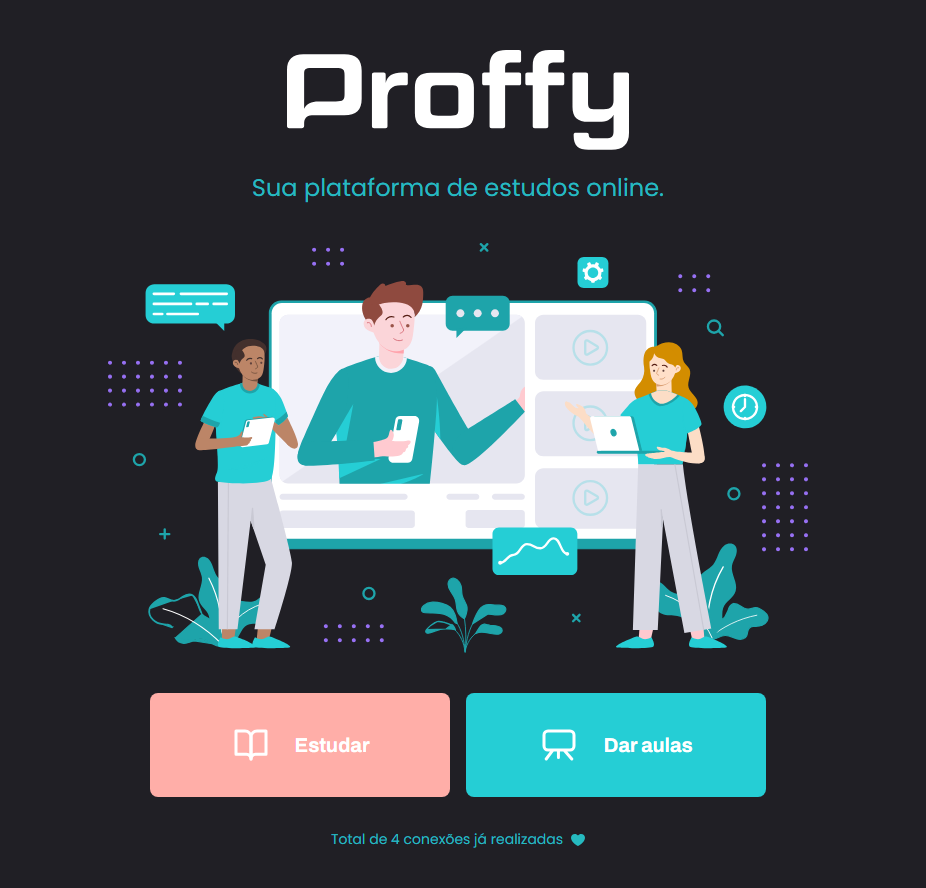 Proffy
Sua plataforma de estudos online.
Estudar
Dar aulas
Total de 4 conexões já realizadas